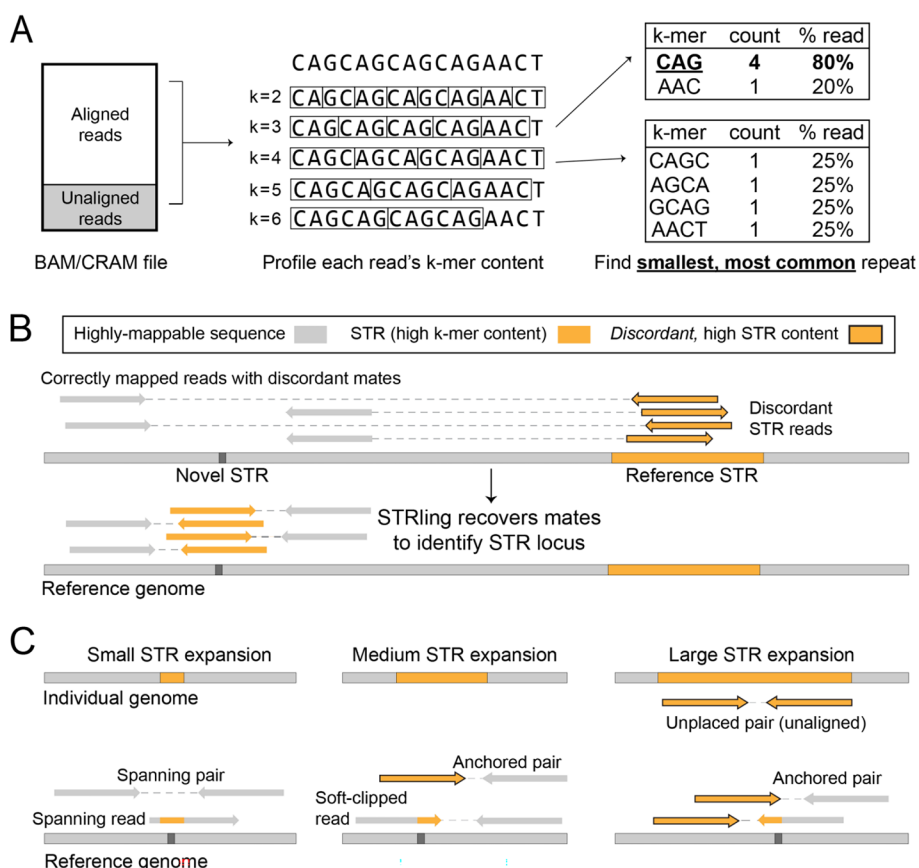 A
Aligned
reads
Unaligned
reads
BAM/CRAM file
CAGCAGCAGCAGAACT
k=2 CAGCAGCAGCAGAACT
k=3 CAGCAGCAGCAGAACT
k=4 CAGCAGCAGCAGAACT
k=5 CAGCAGCAGCAGAACT
k=6 CAGCAGCAGCAGAACT
Profile each read's k-mer content
k-mer count % read
CAG 4 80%
AAC 1 20%
k-mer count % read
CAGC 1 25%
AGCA 1 25%
GCAG 1 25%
AACT 1 25%
Find smallest, most common repeat
B
Highly-mappable sequence STR (high k-mer content) Discordant, high STR content
Correctly mapped reads with discordant mates
Discordant
STR reads
Novel STR Reference STR
STRling recovers mates
to identify STR locus
Reference genome
C
Small STR expansion Medium STR expansion Large STR expansion
Individual genome
Unplaced pair (unaligned)
Spanning pair
Spanning read
Anchored pair
Soft-clipped
read
Anchored pair
Reference genome